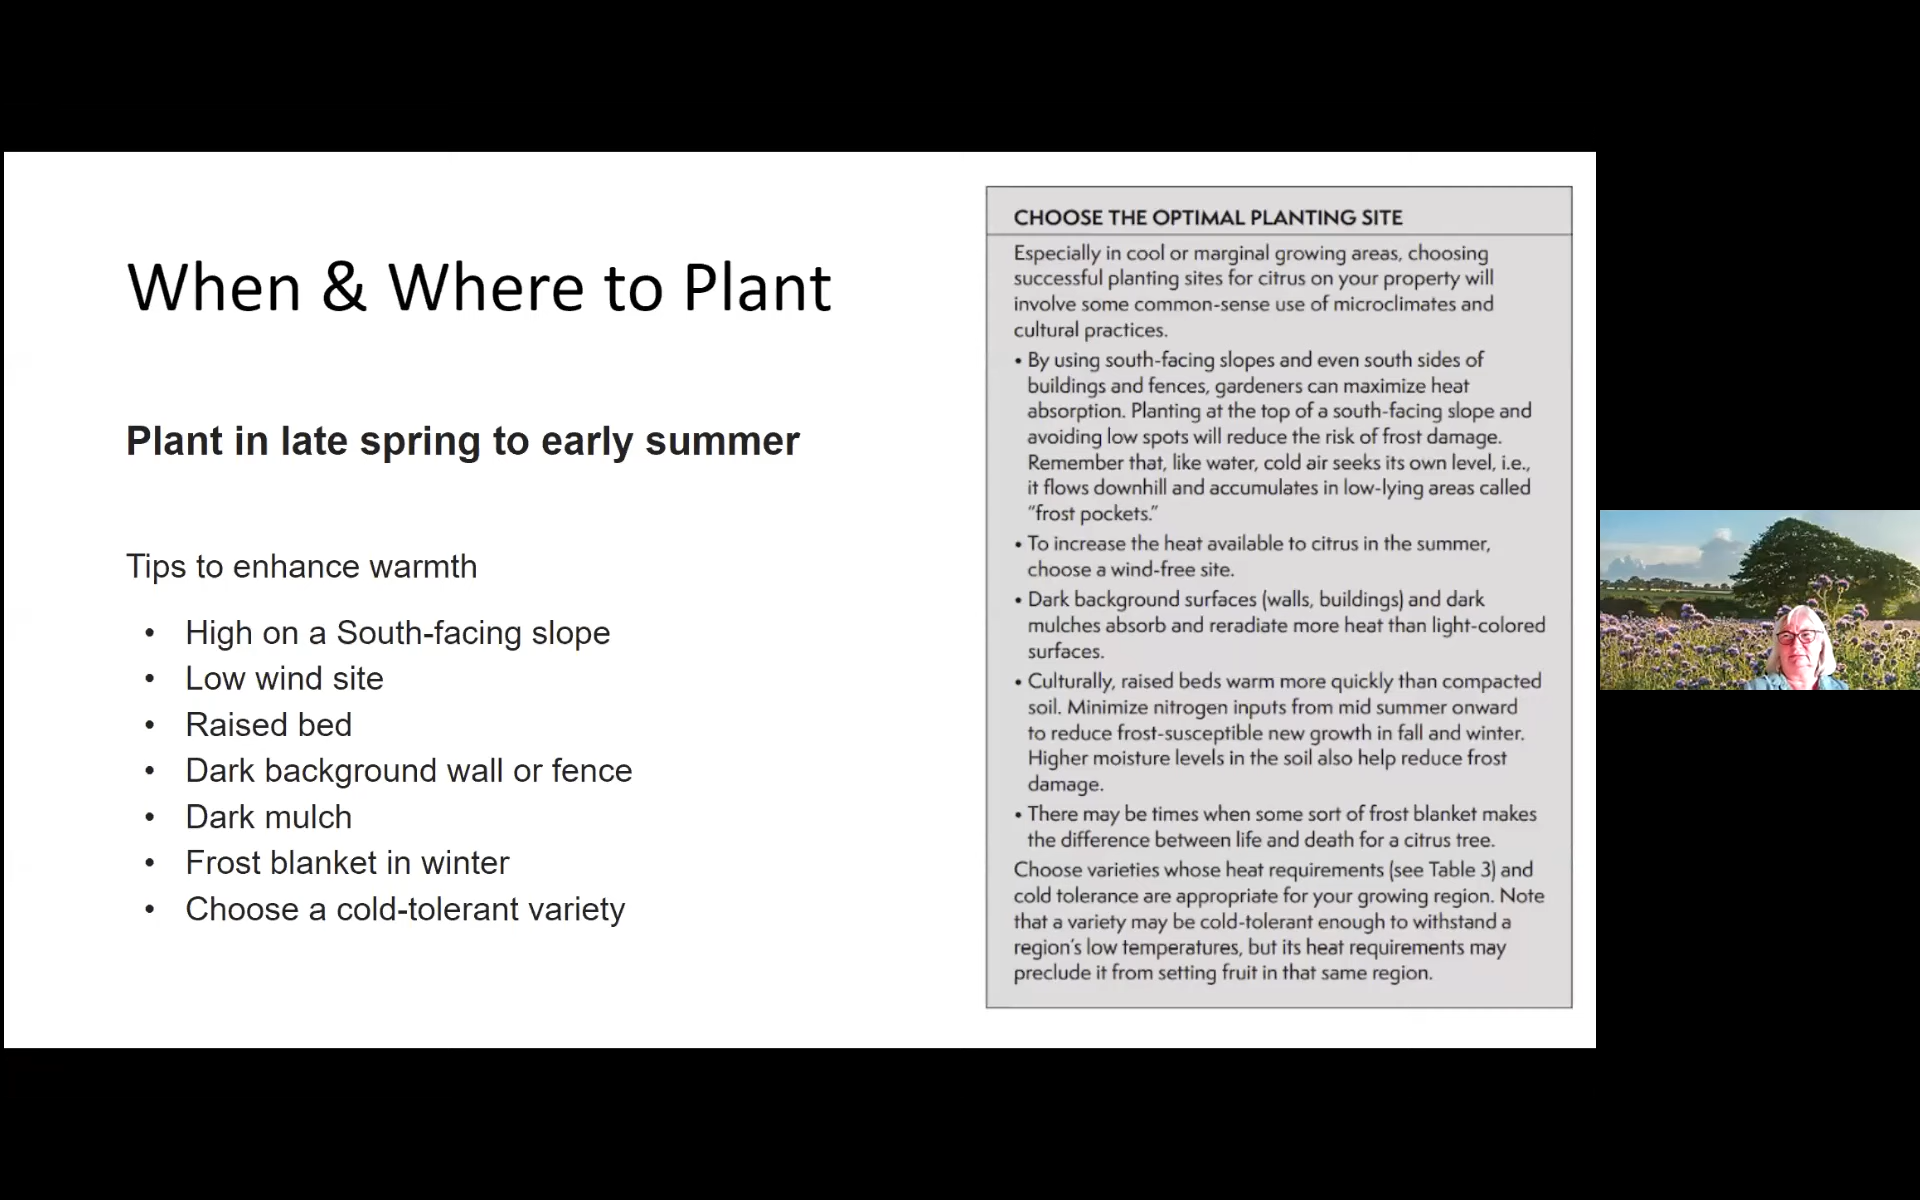 When & Where to Plant
Plant in late spring to early summer
Tips to enhance warmth
• High on a South-facing slope
• Low wind site
• Raised bed
• Dark background wall or fence
• Dark mulch
• Frost blanket in winter
• Choose a cold-tolerant variety
CHOOSE THE OPTIMAL PLANTING SITE
Especially in cool or marginal growing areas, choosing
successful planting sites for citrus on your property will
involve some common-sense use of microclimates and
cultural practices.
• By using south-facing slopes and even south sides of
buildings and fences, gardeners can maximize heat
absorption. Planting at the top of a south-facing slope and
avoiding low spots will reduce the risk of frost damage.
Remember that, like water, cold air seeks its own level, i.e.,
it flows downhill and accumulates in low-lying areas called
“frost pockets.”
• To increase the heat available to citrus in the summer,
choose a wind-free site.
• Dark background surfaces (walls, buildings) and dark
mulches absorb and reradiate more heat than light-colored
surfaces.
• Culturally, raised beds warm more quickly than compacted
soil. Minimize nitrogen inputs from mid summer onward
to reduce frost-susceptible new growth in fall and winter.
Higher moisture levels in the soil also help reduce frost
damage.
• There may be times when some sort of frost blanket makes
the difference between life and death for a citrus tree.
Choose varieties whose heat requirements (see Table 3) and
cold tolerance are appropriate for your growing region. Note
that a variety may be cold-tolerant enough to withstand a
region’s low temperatures, but its heat requirements may
preclude it from setting fruit in that same region.